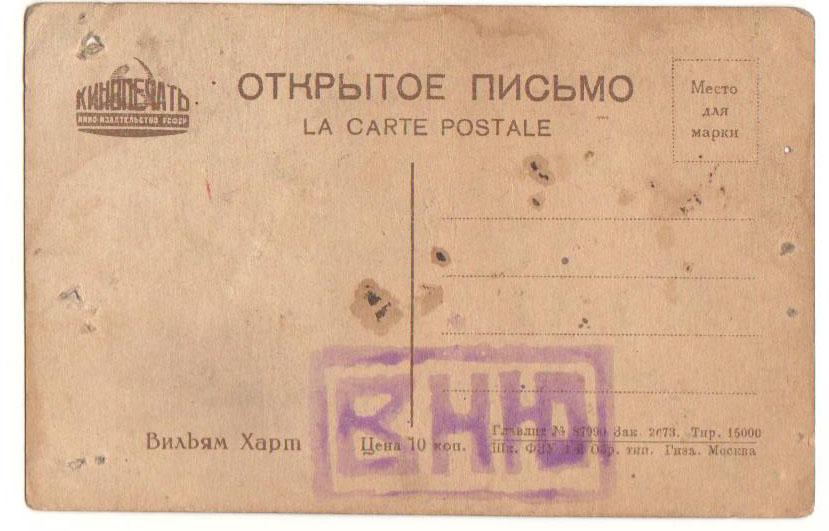 КИНОПЕЧАТЬ
КИНО-ИЗДАТЕЛЬСТВО РСФСР
ОТКРЫТОЕ ПИСЬМО
LA CARTE POSTALE
Место
для
марки
Вильям Харт
Цена 10 коп.
Главлит № 87990 Зак. 2673. Тир. 15000
Шк. ФЗУ 1-й Обр. тип. Гиза. Москва
ВНЮ